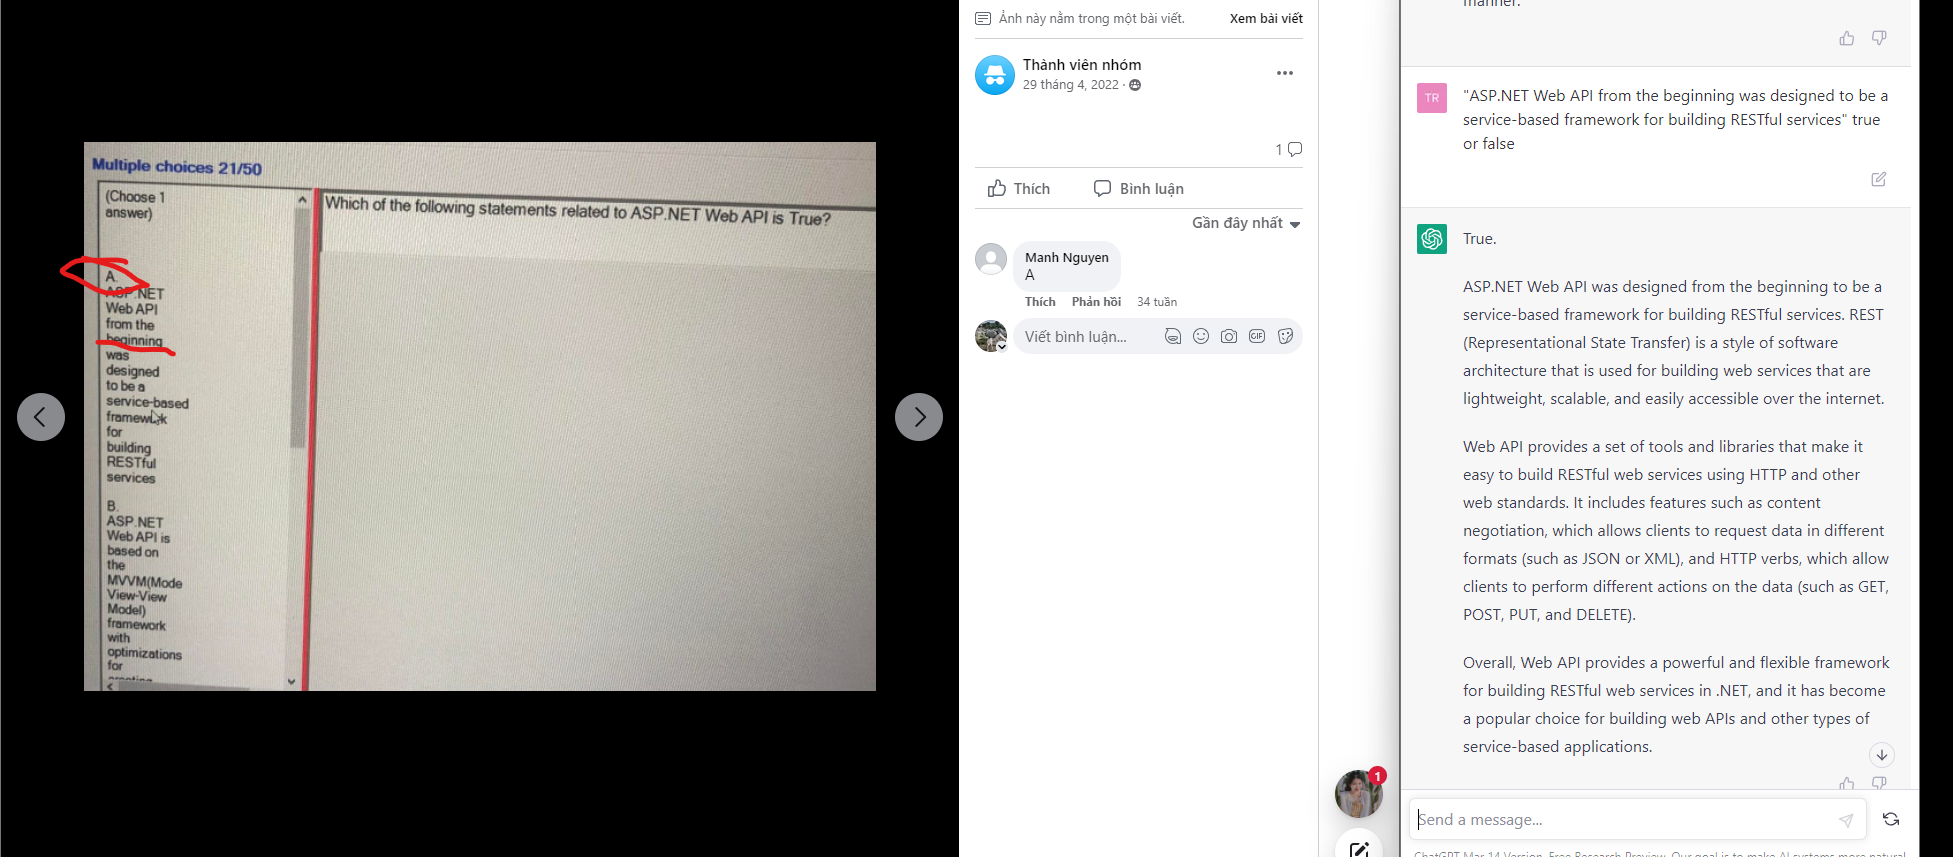 Multiple choices 21/50
(Choose 1
answer)
Which of the following statements related to ASP.NET Web API is True?
A.
ASP.NET
Web API
from the
beginning
was
designed
to be a
service-based
framework
for
building
RESTful
services
B.
ASP.NET
Web API is
based on
the
MVVM(Mode
View-View
Model)
framework
with
optimizations
for
Ảnh này nằm trong một bài viết.
Xem bài viết
Thành viên nhóm
29 tháng 4, 2022 ·
1
Thích
Bình luận
Gần đây nhất
Manh Nguyen
A
Thích Phản hồi 34 tuần
Viết bình luận...
GIF
1
manner.
TR
"ASP.NET Web API from the beginning was designed to be a
service-based framework for building RESTful services" true
or false
True.
ASP.NET Web API was designed from the beginning to be a
service-based framework for building RESTful services. REST
(Representational State Transfer) is a style of software
architecture that is used for building web services that are
lightweight, scalable, and easily accessible over the internet.
Web API provides a set of tools and libraries that make it
easy to build RESTful web services using HTTP and other
web standards. It includes features such as content
negotiation, which allows clients to request data in different
formats (such as JSON or XML), and HTTP verbs, which allow
clients to perform different actions on the data (such as GET,
POST, PUT, and DELETE).
Overall, Web API provides a powerful and flexible framework
for building RESTful web services in .NET, and it has become
a popular choice for building web APIs and other types of
service-based applications.
Send a message...
ChatGPT Mar 14 Version. Free Research Preview. Our goal is to make AI systems more natural